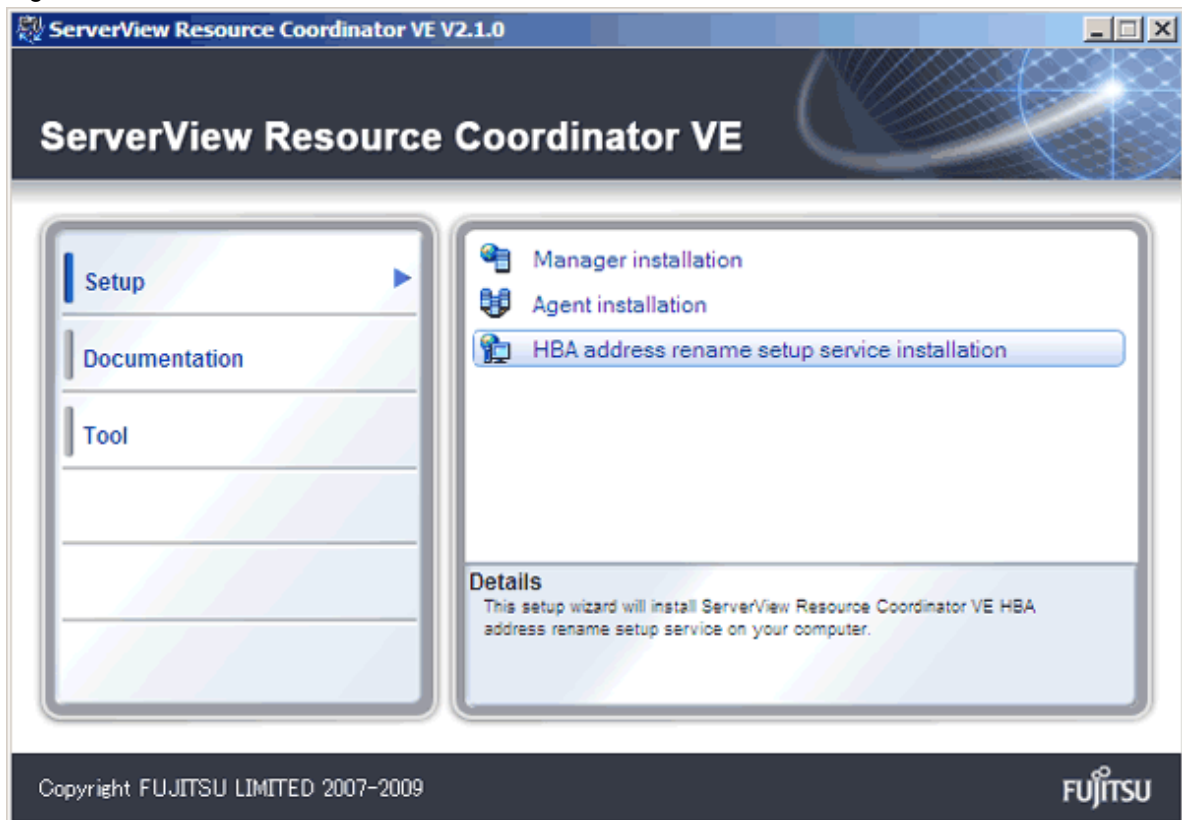 ServerView Resource Coordinator VE V2.1.0
ServerView Resource Coordinator VE
Setup
Documentation
Tool
Manager installation
Agent installation
HBA address rename setup service installation
Details
This setup wizard will install ServerView Resource Coordinator VE HBA
address rename setup service on your computer.
Copyright FUJITSU LIMITED 2007-2009
FUJITSU